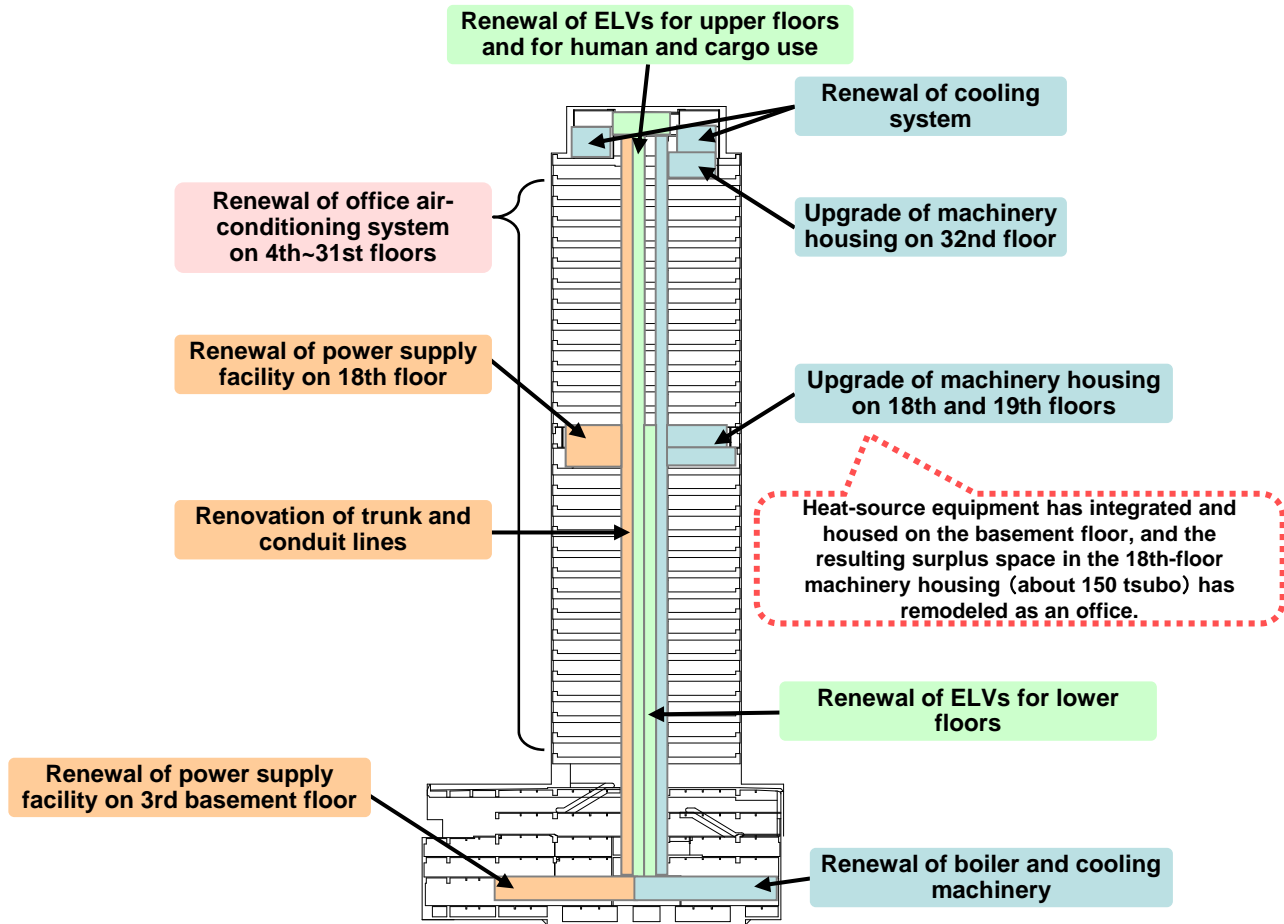 Renewal of ELVs for upper floors
and for human and cargo use
Renewal of cooling
system
Renewal of office air-
conditioning system
on 4th~31st floors
Upgrade of machinery
housing on 32nd floor
Renewal of power supply
facility on 18th floor
Upgrade of machinery housing
on 18th and 19th floors
Heat-source equipment has integrated and
housed on the basement floor, and the
resulting surplus space in the 18th-floor
machinery housing（about 150 tsubo）has
remodeled as an office.
Renovation of trunk and
conduit lines
Renewal of ELVs for lower
floors
Renewal of power supply
facility on 3rd basement floor
Renewal of boiler and cooling
machinery